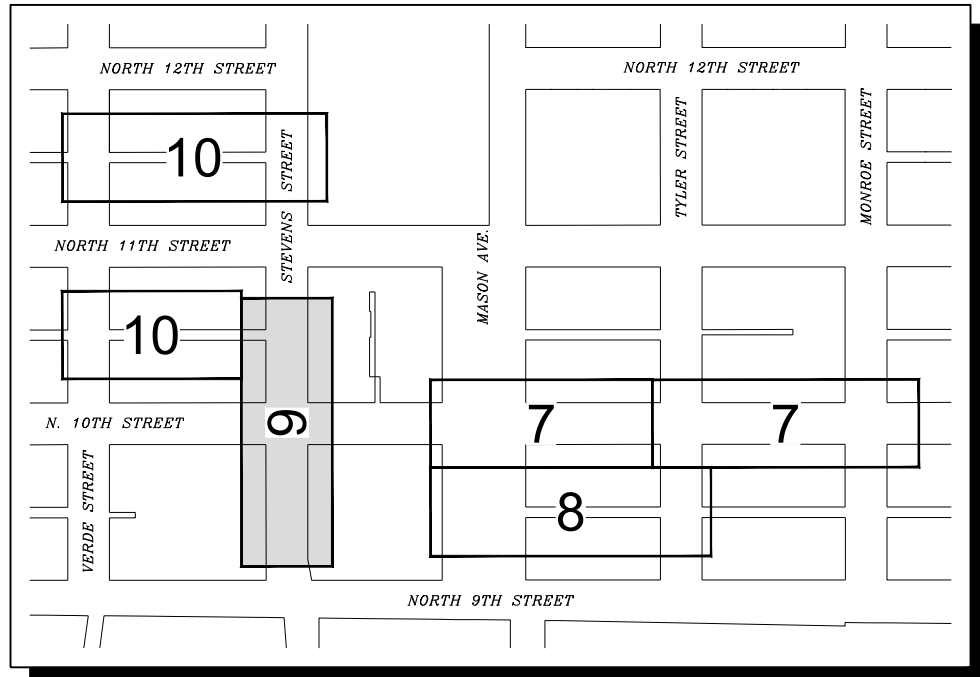 NORTH 12TH STREET
NORTH 12TH STREET
10
STEVENS STREET
TYLER STREET
MONROE STREET
NORTH 11TH STREET
MASON AVE.
10
9
7
7
N. 10TH STREET
8
VERDE STREET
NORTH 9TH STREET